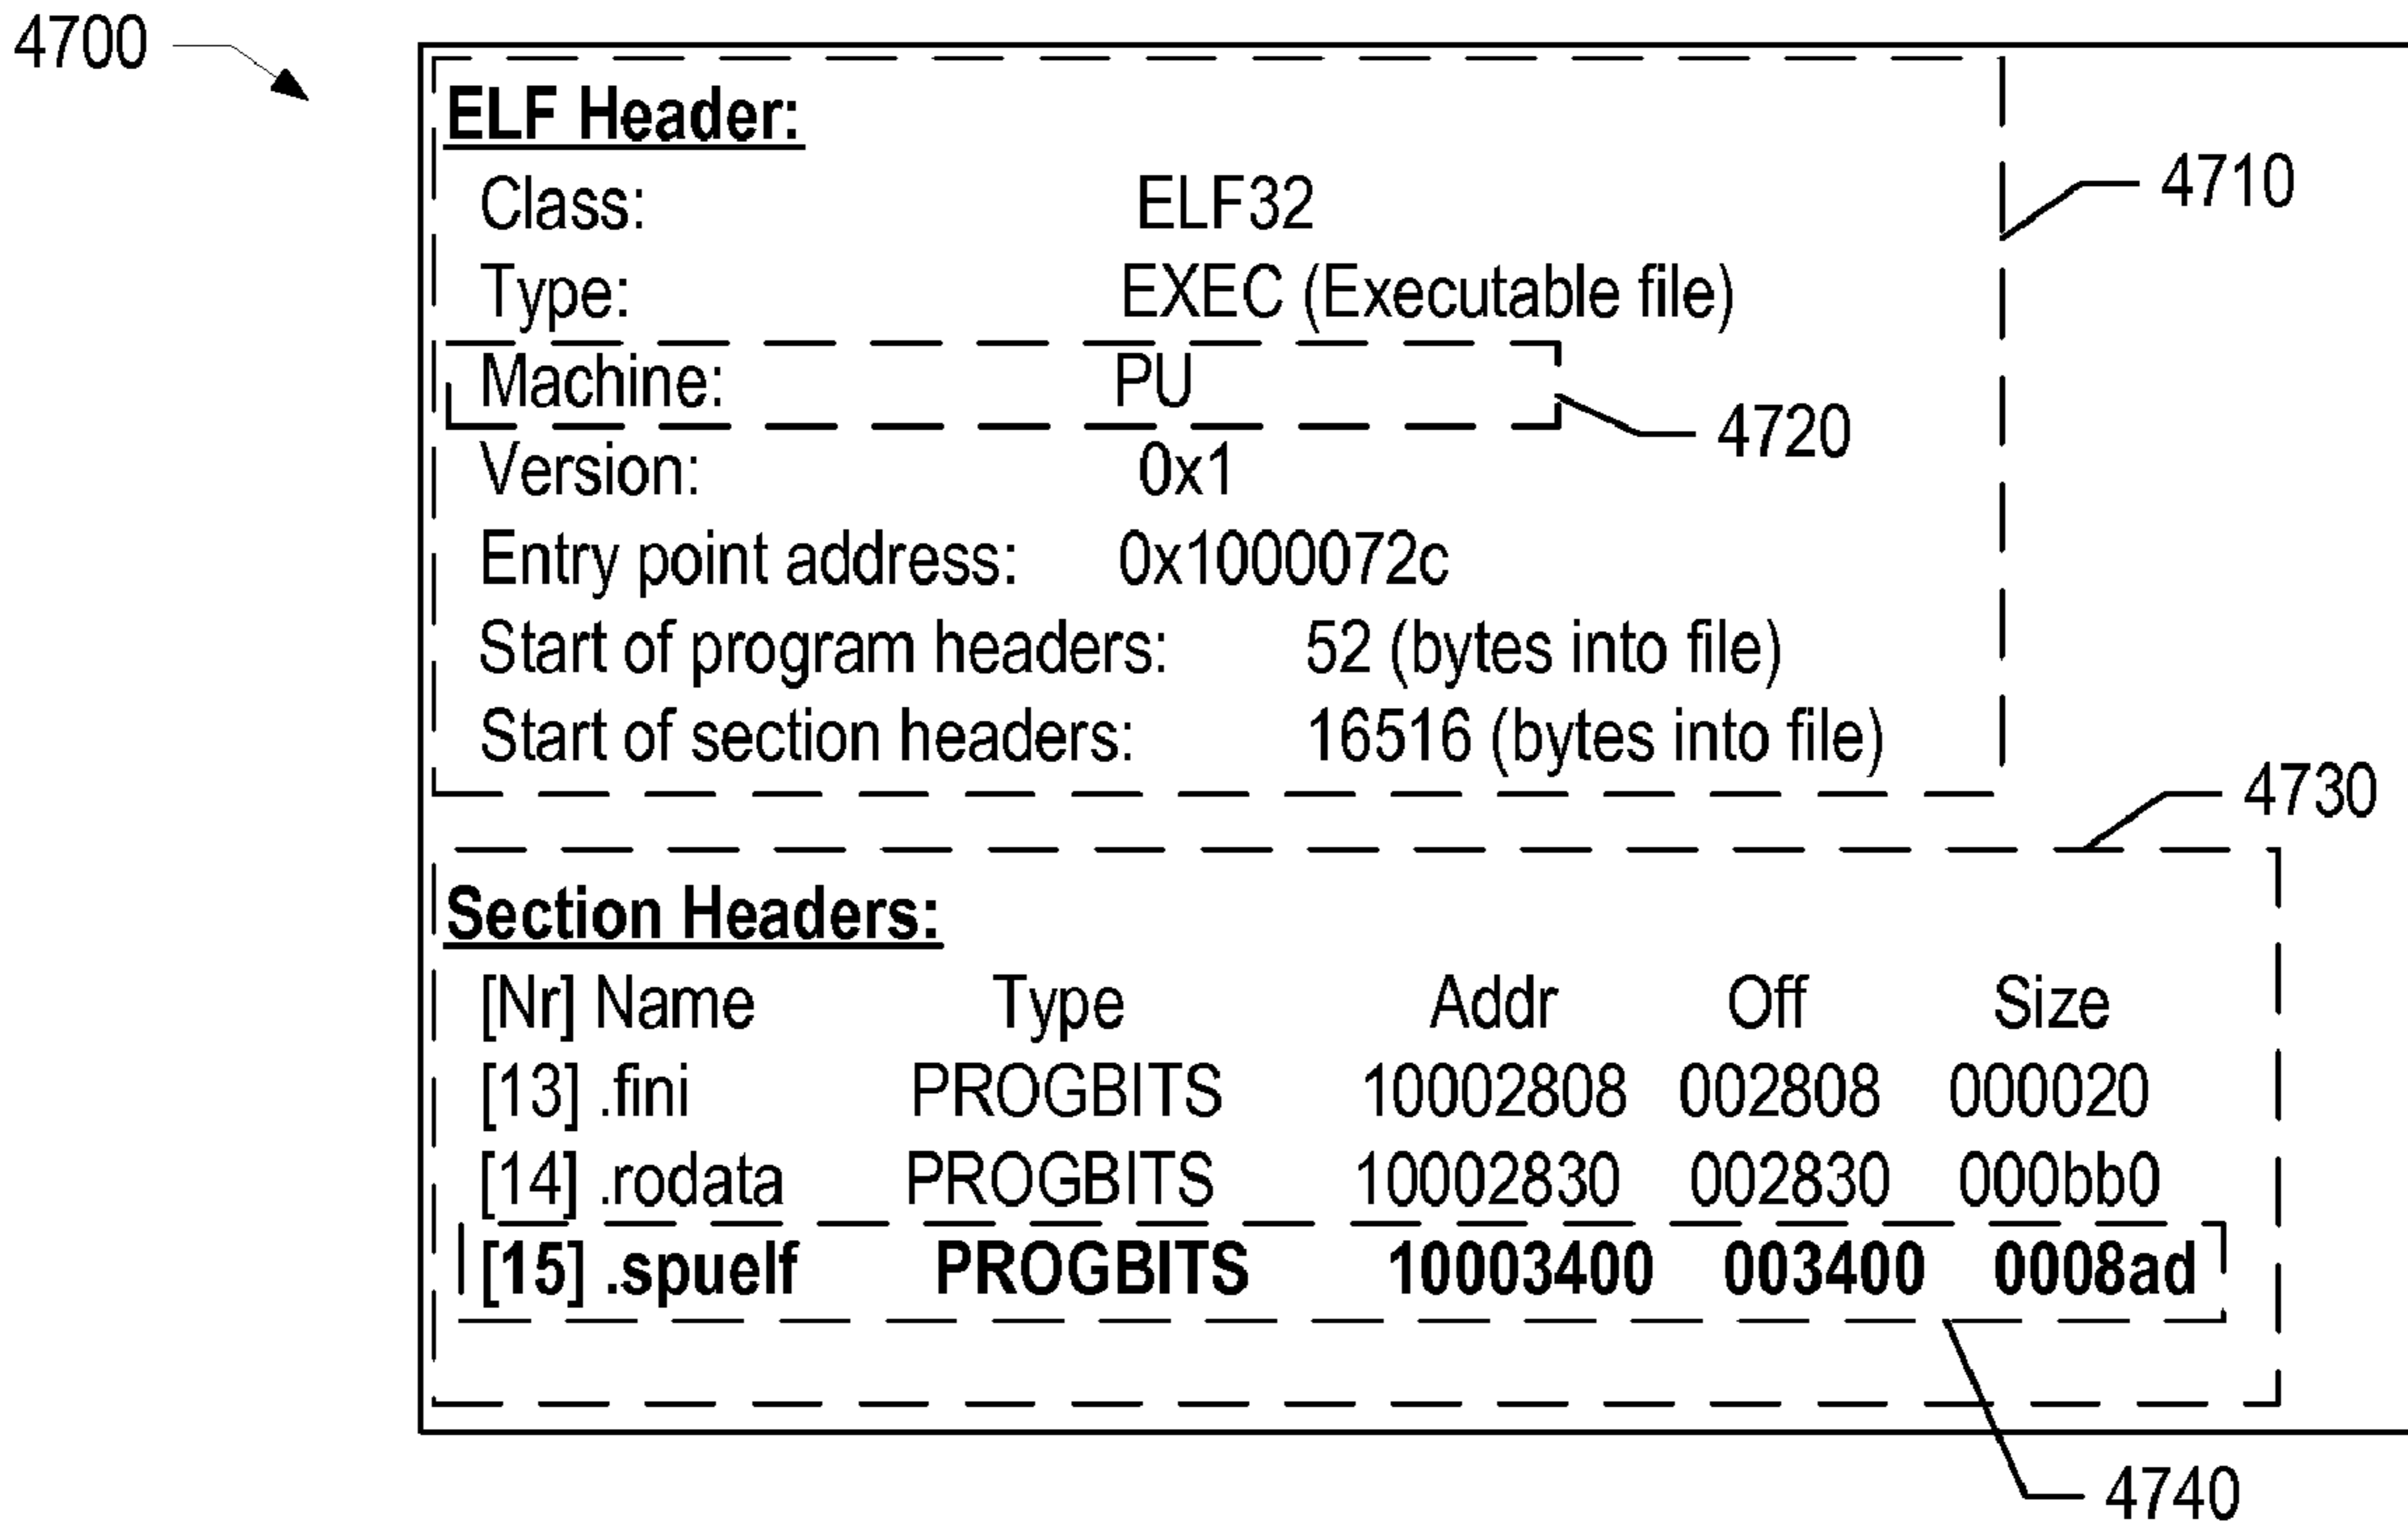 4700
ELF Header:
Class: ELF32
4710
Type: EXEC (Executable file)
Machine: PU
4720
Version: 0x1
Entry point address: 0x1000072c
Start of program headers: 52 (bytes into file)
Start of section headers: 16516 (bytes into file)
4730
Section Headers:
[Nr] Name Type Addr Off Size
[13] .fini PROGBITS 10002808 002808 000020
[14] .rodata PROGBITS 10002830 002830 000bb0
[15] .spuelf PROGBITS 10003400 003400 0008ad
4740